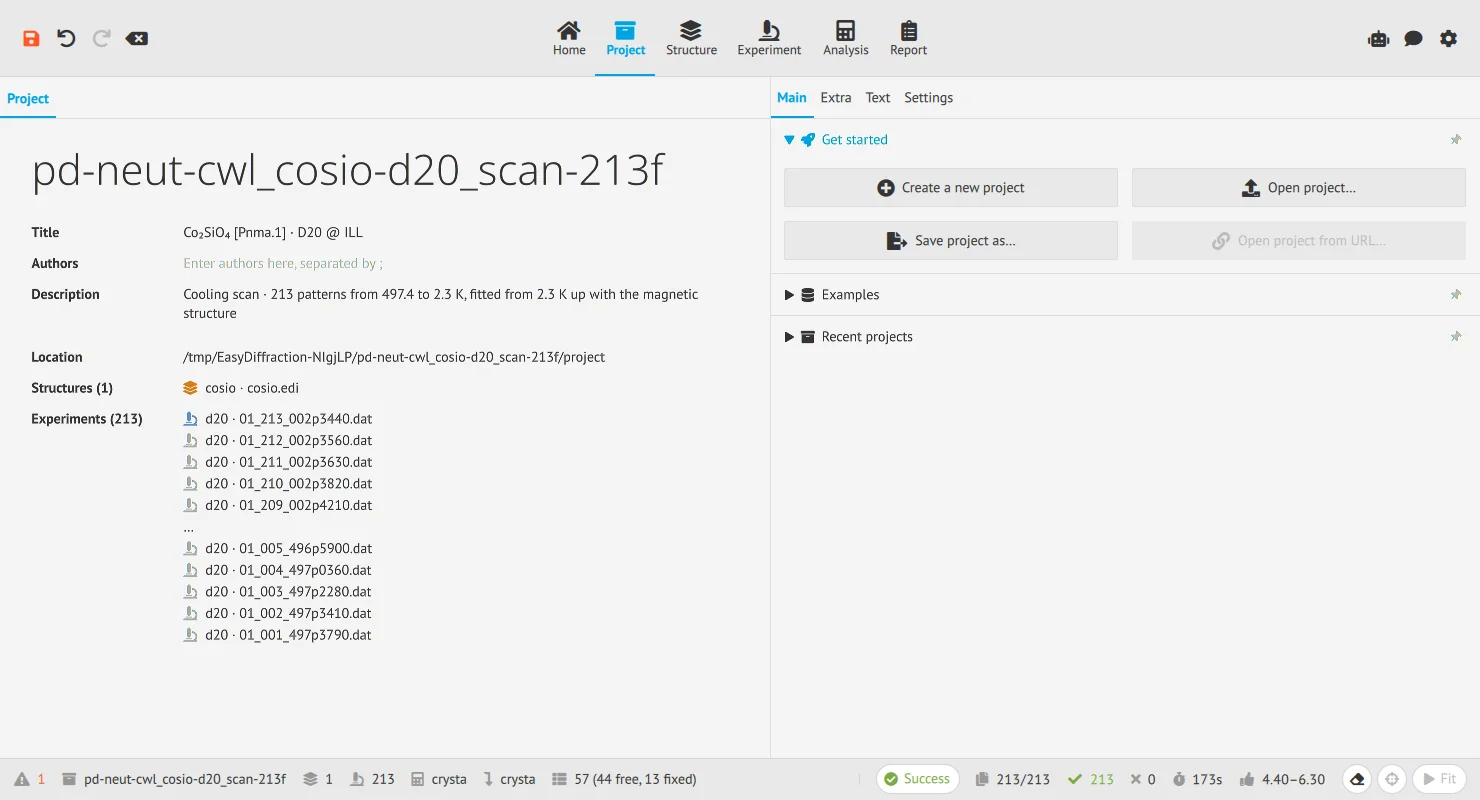 Home
Project
Structure
Experiment
Analysis
Report
Project
Main
Extra
Text
Settings
pd-neut-cwl_cosio-d20_scan-213f
Title
Co₂SiO₄ [Pnma.1] · D20 @ ILL
Authors
Enter authors here, separated by ;
Description
Cooling scan · 213 patterns from 497.4 to 2.3 K, fitted from 2.3 K up with the magnetic
structure
Location
/tmp/EasyDiffraction-NIgjLP/pd-neut-cwl_cosio-d20_scan-213f/project
Structures (1)
cosio · cosio.edi
Experiments (213)
d20 · 01_213_002p3440.dat
d20 · 01_212_002p3560.dat
d20 · 01_211_002p3630.dat
d20 · 01_210_002p3820.dat
d20 · 01_209_002p4210.dat
...
d20 · 01_005_496p5900.dat
d20 · 01_004_497p0360.dat
d20 · 01_003_497p2280.dat
d20 · 01_002_497p3410.dat
d20 · 01_001_497p3790.dat
Get started
Create a new project
Open project...
Save project as...
Open project from URL...
Examples
Recent projects
1
pd-neut-cwl_cosio-d20_scan-213f
1
213
crysta
crysta
57 (44 free, 13 fixed)
Success
213/213
213
0
173s
4.40–6.30
Fit